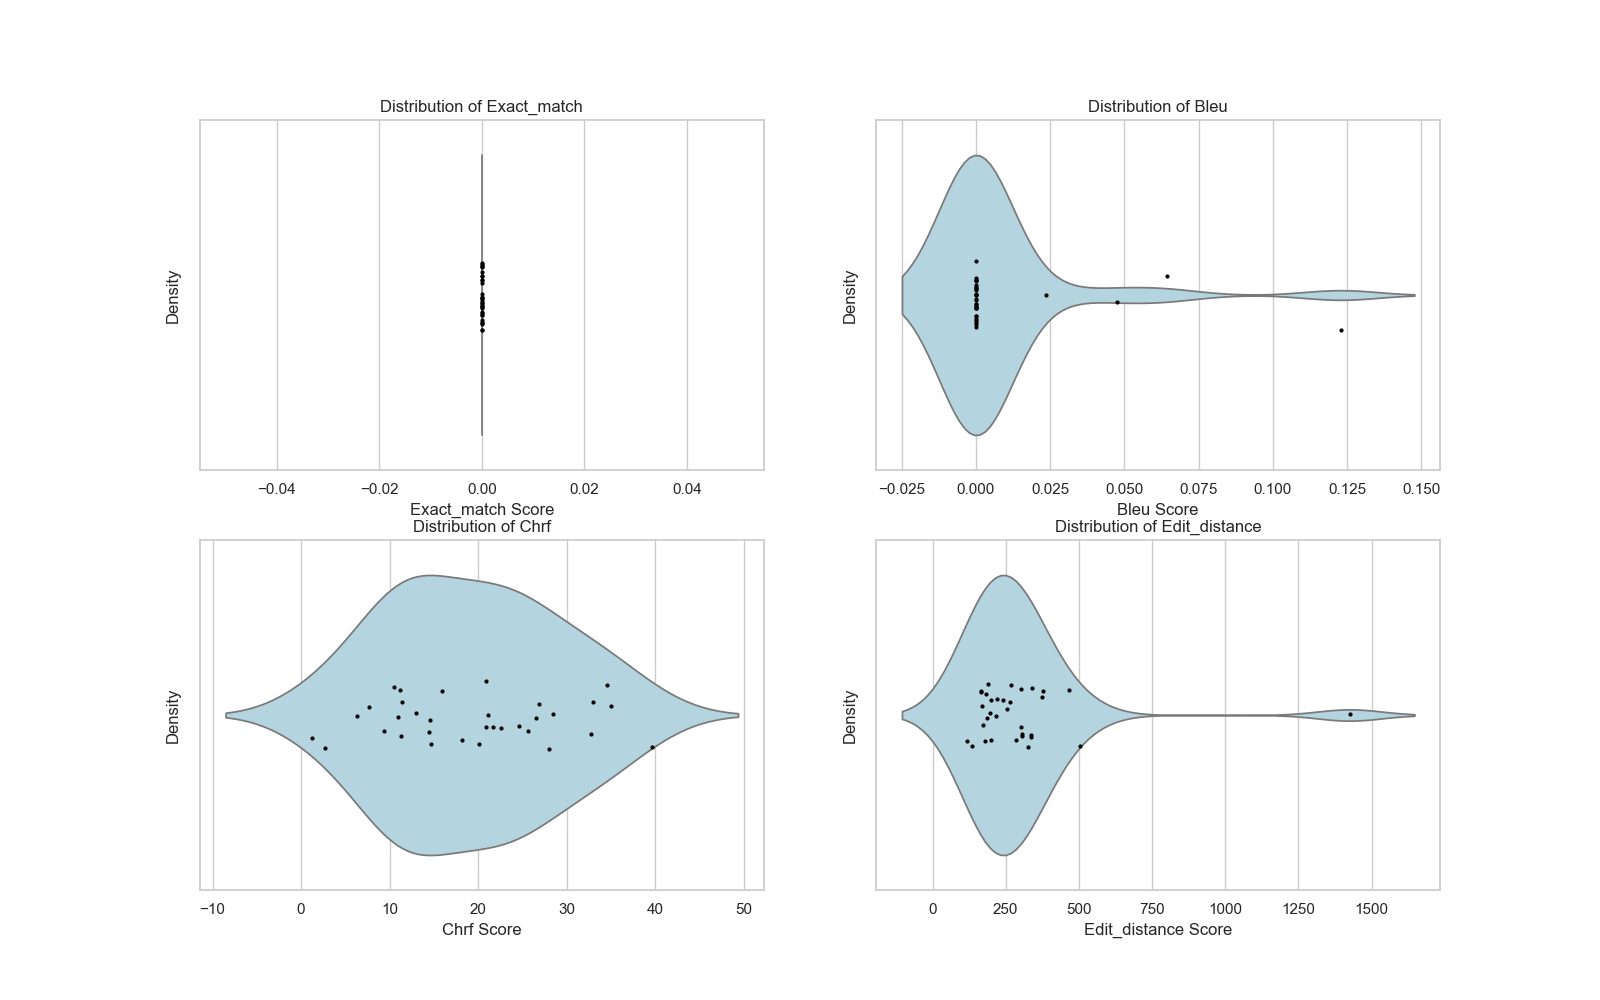 Distribution of Exact_match
Density
−0.04 −0.02 0.00 0.02 0.04
Exact_match Score
Distribution of Bleu
Density
−0.025 0.000 0.025 0.050 0.075 0.100 0.125 0.150
Bleu Score
Distribution of Chrf
Density
−10 0 10 20 30 40 50
Chrf Score
Distribution of Edit_distance
Density
0 250 500 750 1000 1250 1500
Edit_distance Score